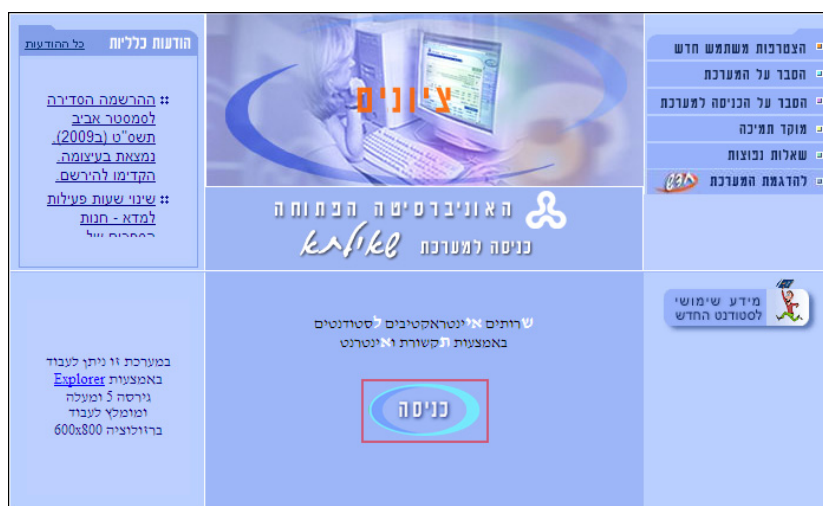 הצטרפות משתמש חדש
הסבר על המערכת
הסבר על הכניסה למערכת
מוקד תמיכה
שאלות נפוצות
להדגמת המערכת
מידע שימושי
לסטודנט החדש
ציונים
האוניברסיטה הפתוחה
כניסה למערכת שאילתא
שרותים אינטראקטיבים לסטודנטים
באמצעות תקשורת ואינטרנט
כניסה
הודעות כלליות כל ההודעות
:: ההרשמה הסדירה
לסמסטר אביב
תשס"ט (ב2009),
נמצאת בעיצומה.
הקדימו להירשם.
:: שינוי שעות פעילות
למדא - חנות
הספרים של
במערכת זו ניתן לעבוד
באמצעות Explorer
גירסה 5 ומעלה
ומומלץ לעבוד
ברזולוציה 600x800